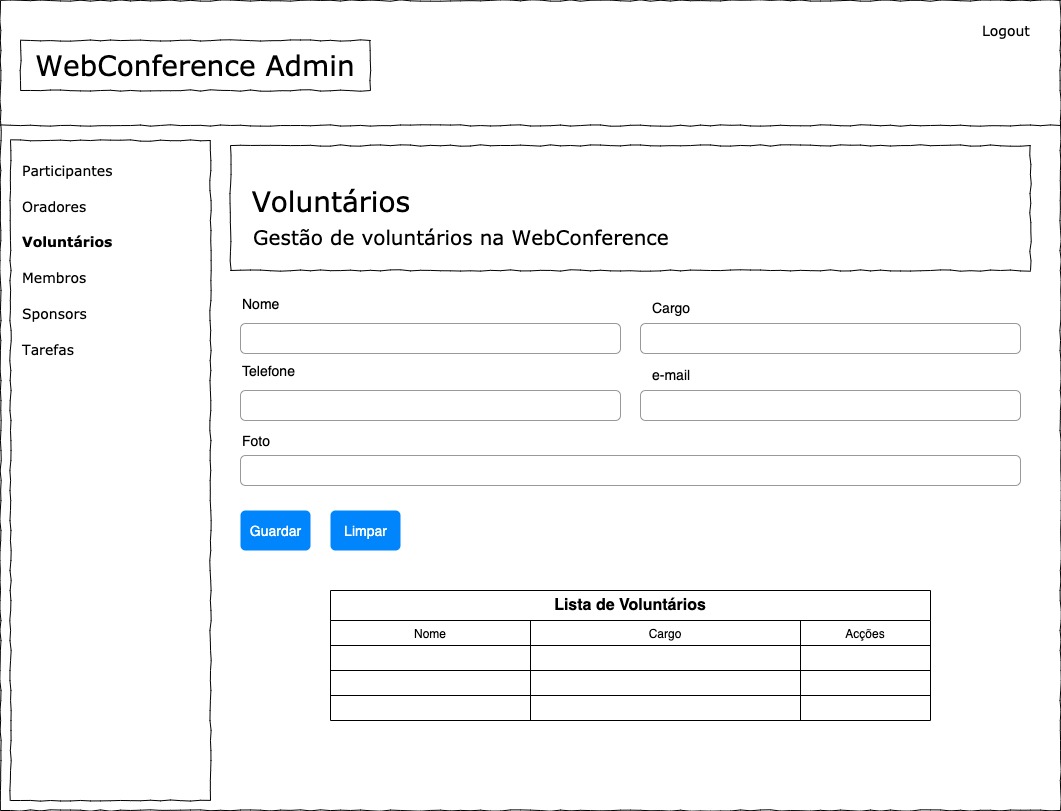 Logout
WebConference Admin
Participantes
Oradores
Voluntários
Membros
Sponsors
Tarefas
Voluntários
Gestão de voluntários na WebConference
Nome
Cargo
Telefone
e-mail
Foto
Guardar
Limpar
Lista de Voluntários
Nome
Cargo
Acções